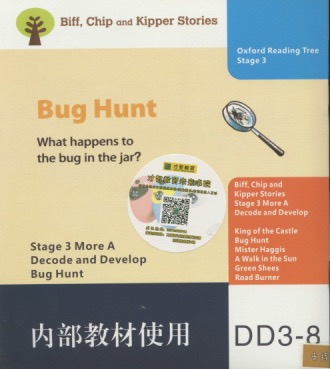 Biff, Chip and Kipper Stories
Oxford Reading Tree
Stage 3
Bug Hunt
What happens to
the bug in the jar?
Biff, Chip and
Kipper Stories
Stage 3 More A
Decode and Develop
King of the Castle
Bug Hunt
Mister Haggis
A Walk in the Sun
Green Shees
Road Burner
Stage 3 More A
Decode and Develop
Bug Hunt
内部教材使用
DD3-8